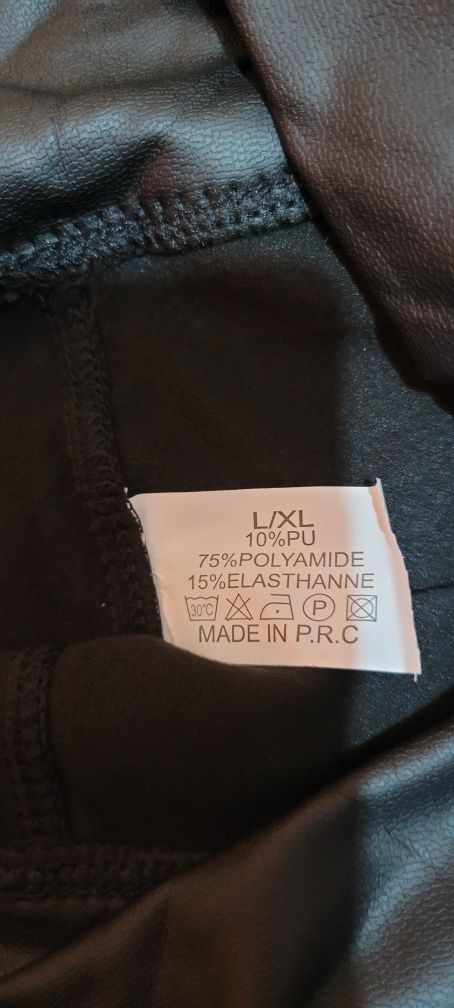 L/XL
10%PU
75%POLYAMIDE
15%ELASTHANNE
30°C P
MADE IN P.R.C